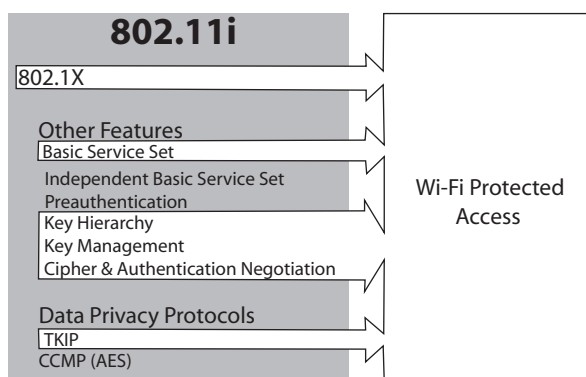 802.11i
802.1X
Other Features
Basic Service Set
Independent Basic Service Set
Preauthentication
Key Hierarchy
Key Management
Cipher & Authentication Negotiation
Data Privacy Protocols
TKIP
CCMP (AES)
Wi-Fi Protected
Access